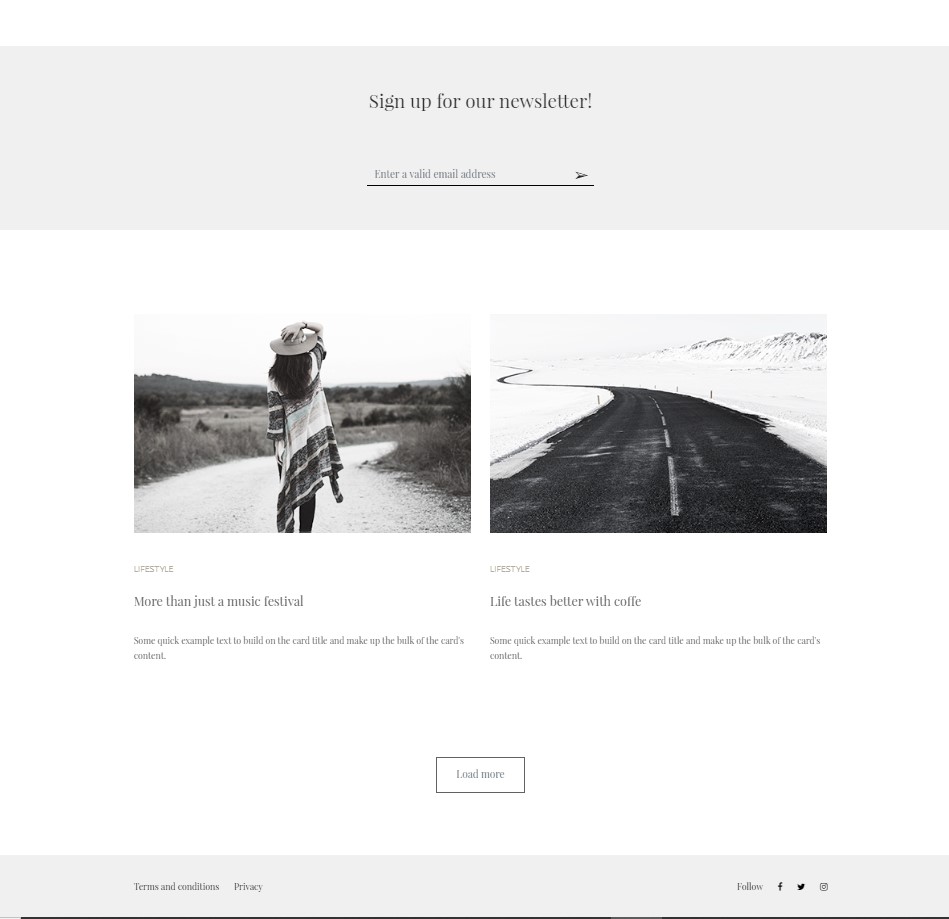 Sign up for our newsletter!
Enter a valid email address
LIFESTYLE
More than just a music festival
Some quick example text to build on the card title and make up the bulk of the card's
content.
LIFESTYLE
Life tastes better with coffe
Some quick example text to build on the card title and make up the bulk of the card's
content.
Load more
Terms and conditions Privacy
Follow